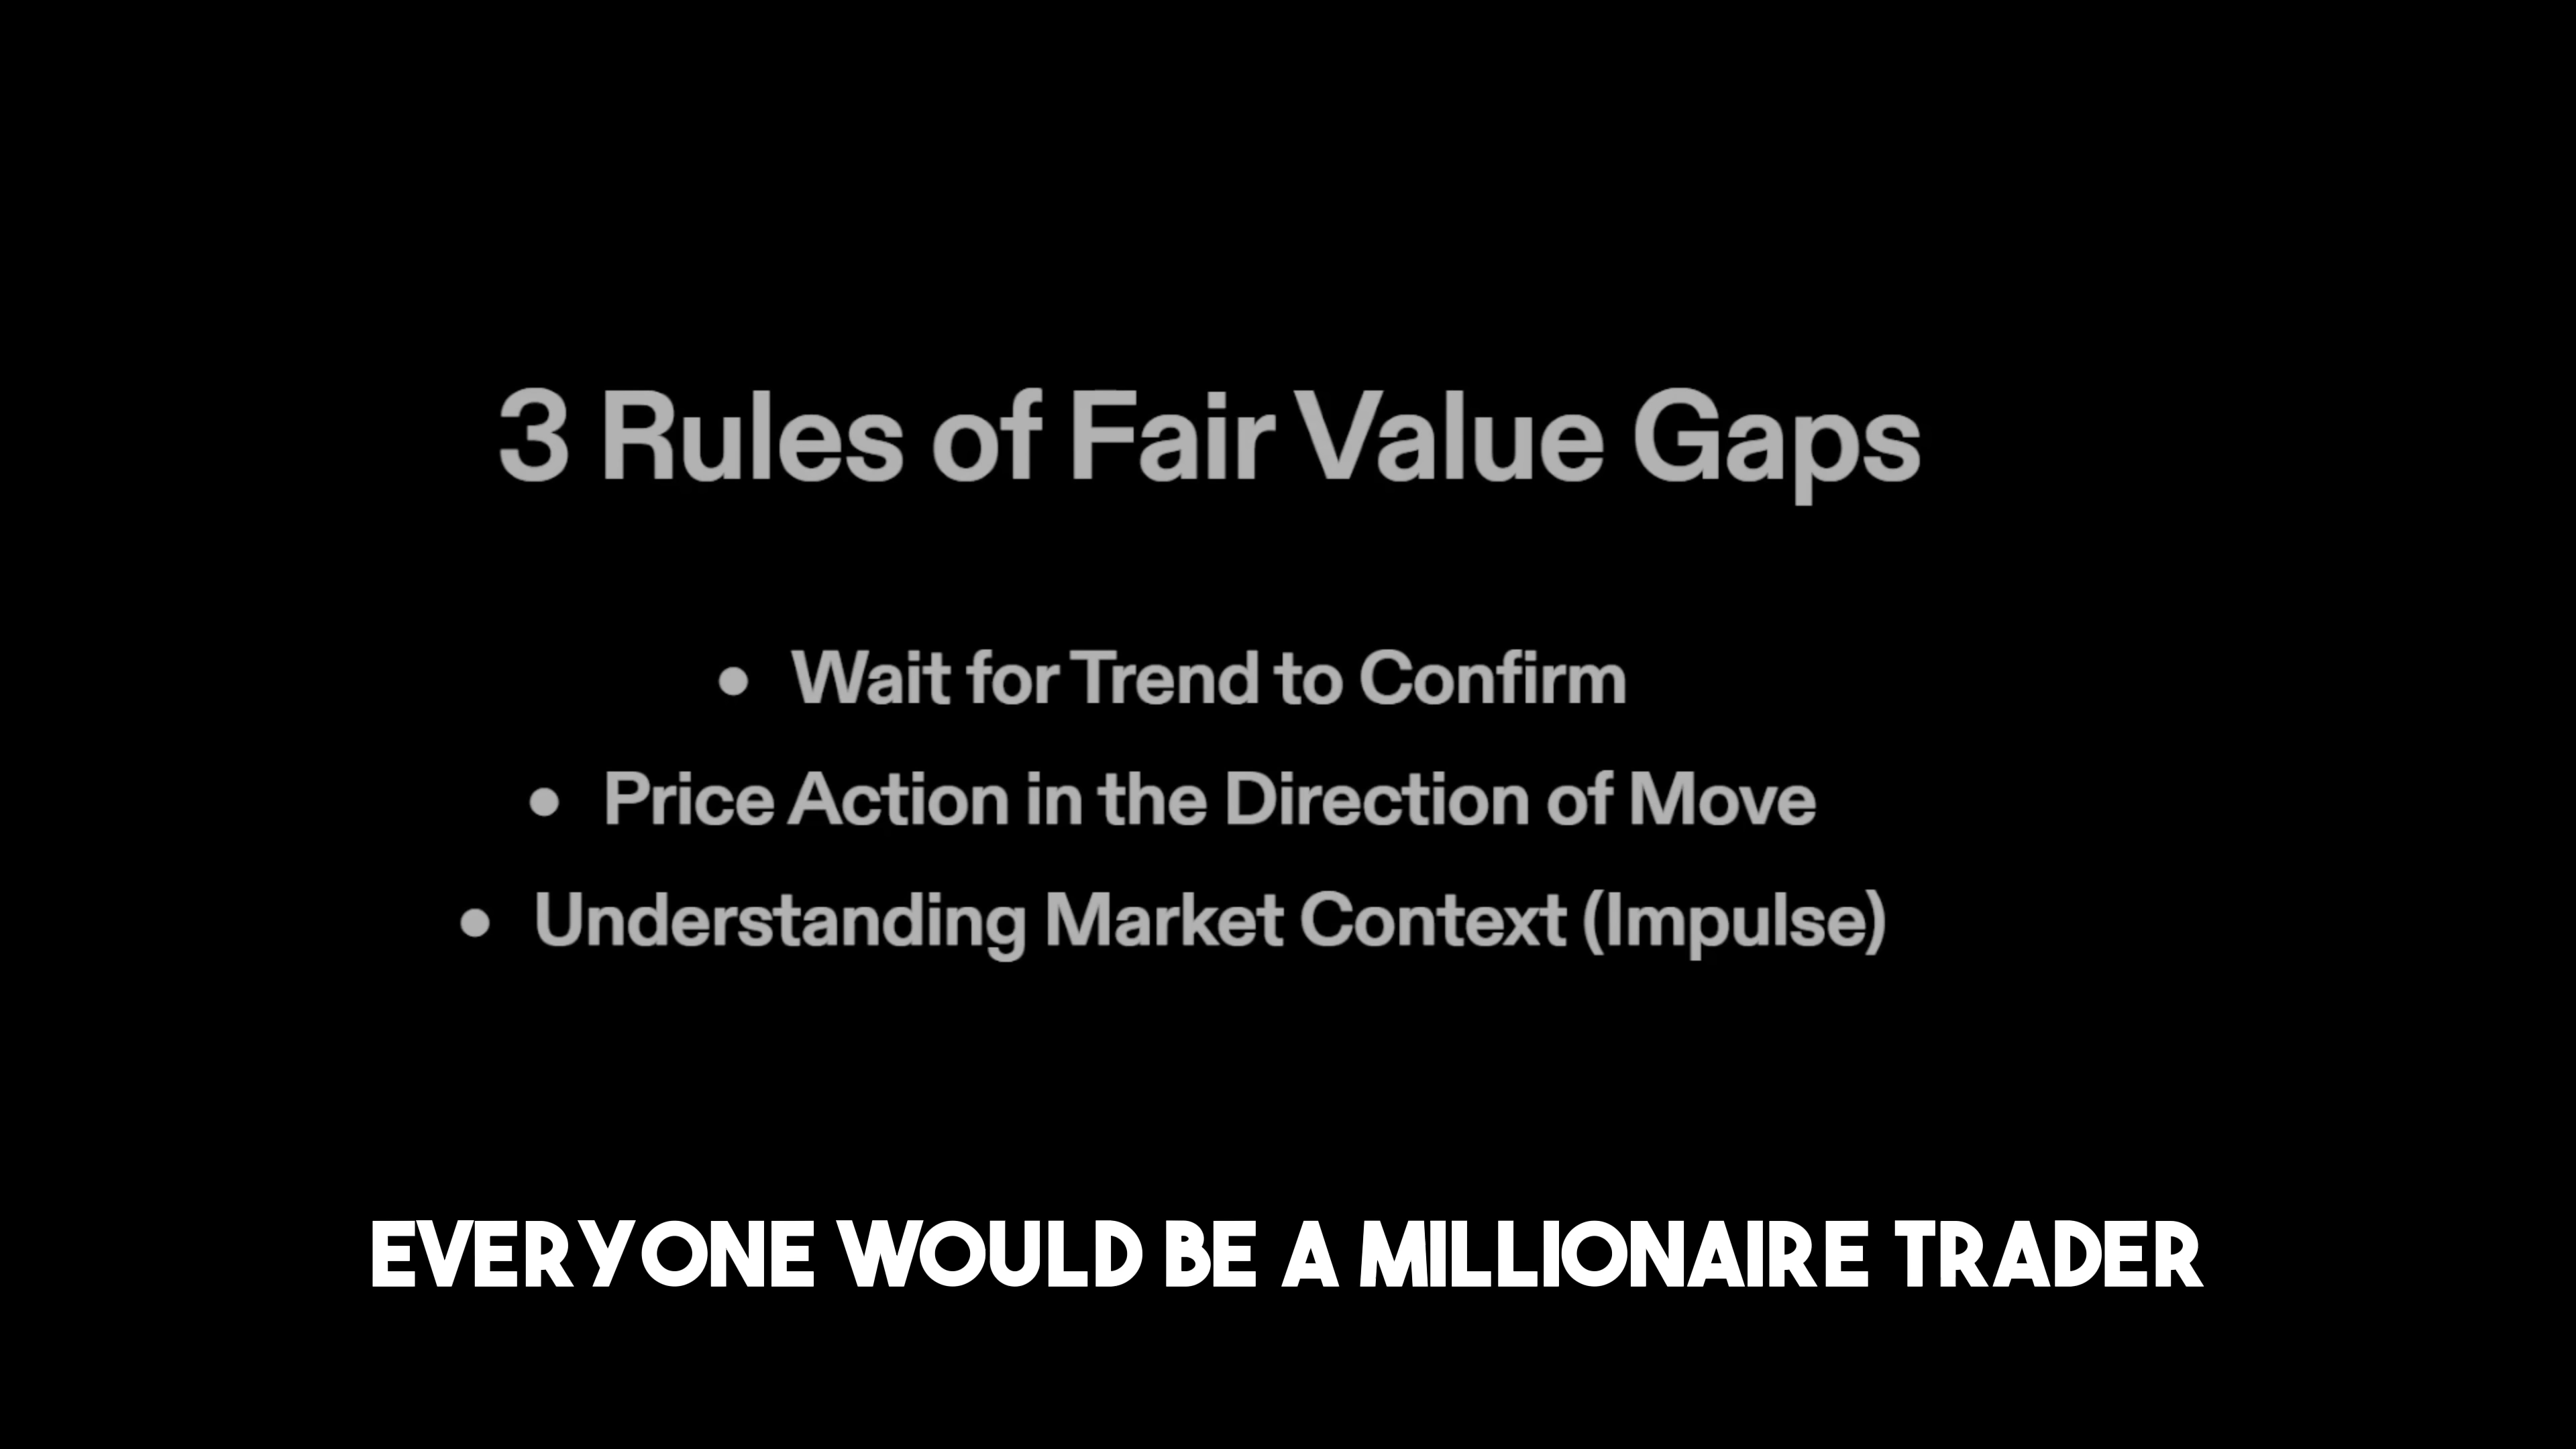 3 Rules of Fair Value Gaps
• Wait for Trend to Confirm
• Price Action in the Direction of Move
• Understanding Market Context (Impulse)
EVERYONE WOULD BE A MILLIONAIRE TRADER